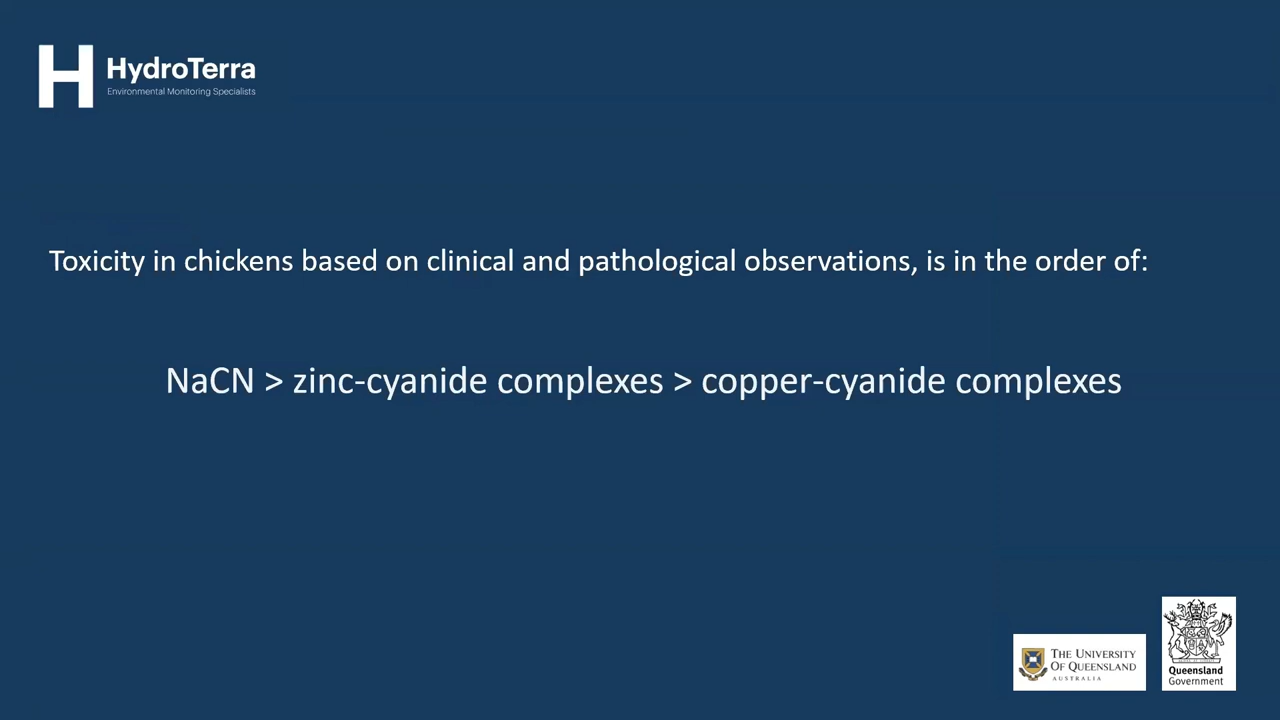 HydroTerra
Environmental Monitoring Specialists
Toxicity in chickens based on clinical and pathological observations, is in the order of:
NaCN > zinc-cyanide complexes > copper-cyanide complexes
THE UNIVERSITY
OF QUEENSLAND
AUSTRALIA
Queensland
Government